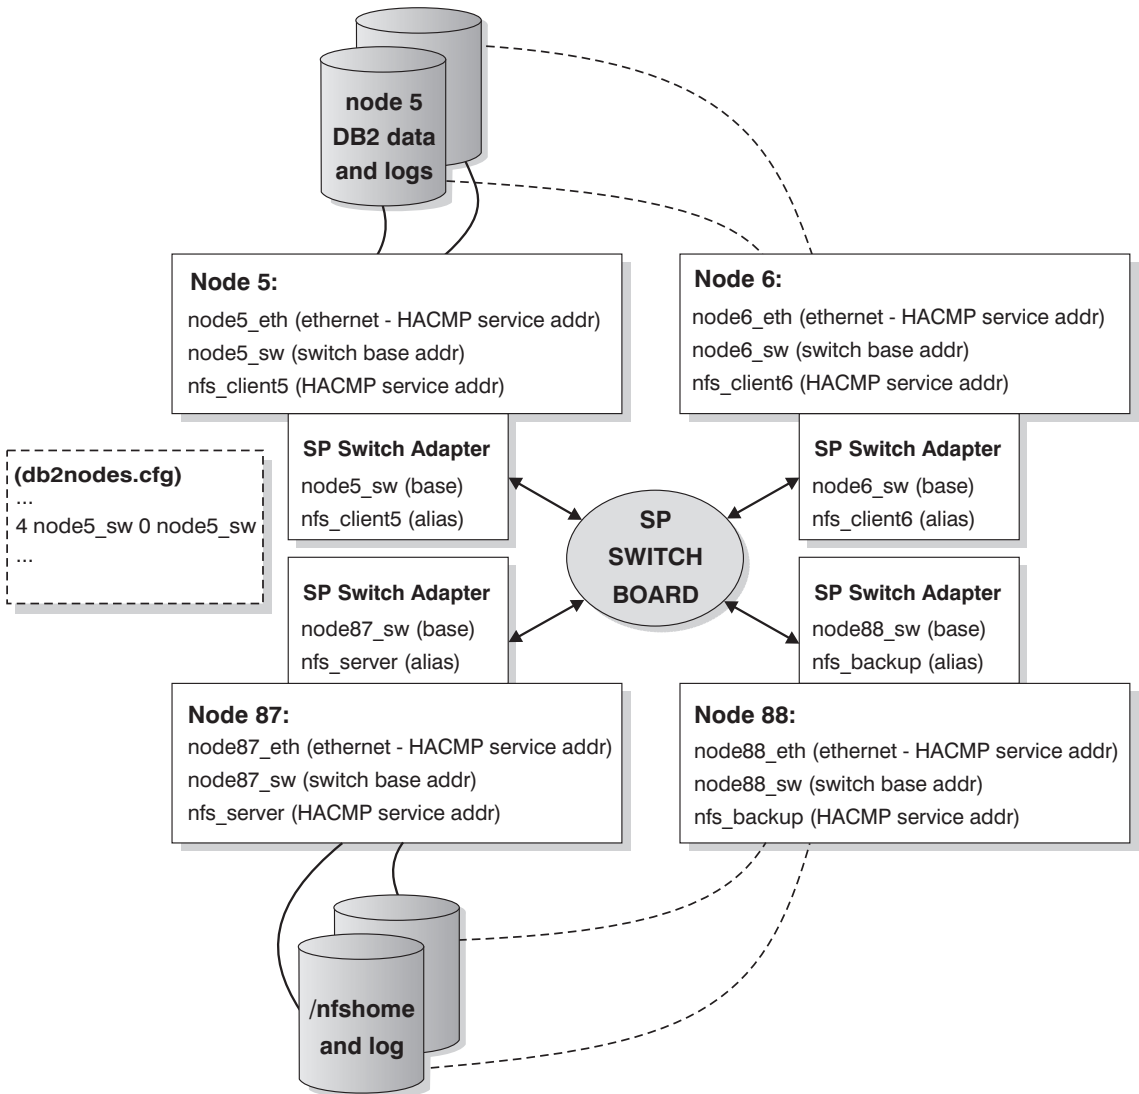 node 5
DB2 data
and logs
Node 5:
node5_eth (ethernet - HACMP service addr)
node5_sw (switch base addr)
nfs_client5 (HACMP service addr)
Node 6:
node6_eth (ethernet - HACMP service addr)
node6_sw (switch base addr)
nfs_client6 (HACMP service addr)
(db2nodes.cfg)
...
4 node5_sw 0 node5_sw
...
SP Switch Adapter
node5_sw (base)
nfs_client5 (alias)
SP Switch Adapter
node6_sw (base)
nfs_client6 (alias)
SP
SWITCH
BOARD
SP Switch Adapter
node87_sw (base)
nfs_server (alias)
SP Switch Adapter
node88_sw (base)
nfs_backup (alias)
Node 87:
node87_eth (ethernet - HACMP service addr)
node87_sw (switch base addr)
nfs_server (HACMP service addr)
Node 88:
node88_eth (ethernet - HACMP service addr)
node88_sw (switch base addr)
nfs_backup (HACMP service addr)
/nfshome
and log